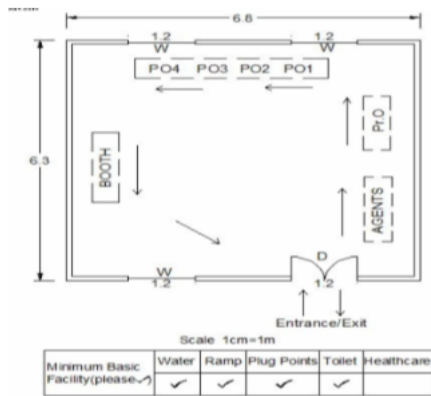 6.8
1.2 1.2
W W
PO4 PO3 PO2 PO1
Pr.O
6.3
BOOTH
AGENTS
W D
1.2 1.2
Entrance/Exit
Scale 1cm=1m
Minimum Basic Facility(please✓) Water Ramp Plug Points Toilet Healthcare
✓ ✓ ✓ ✓